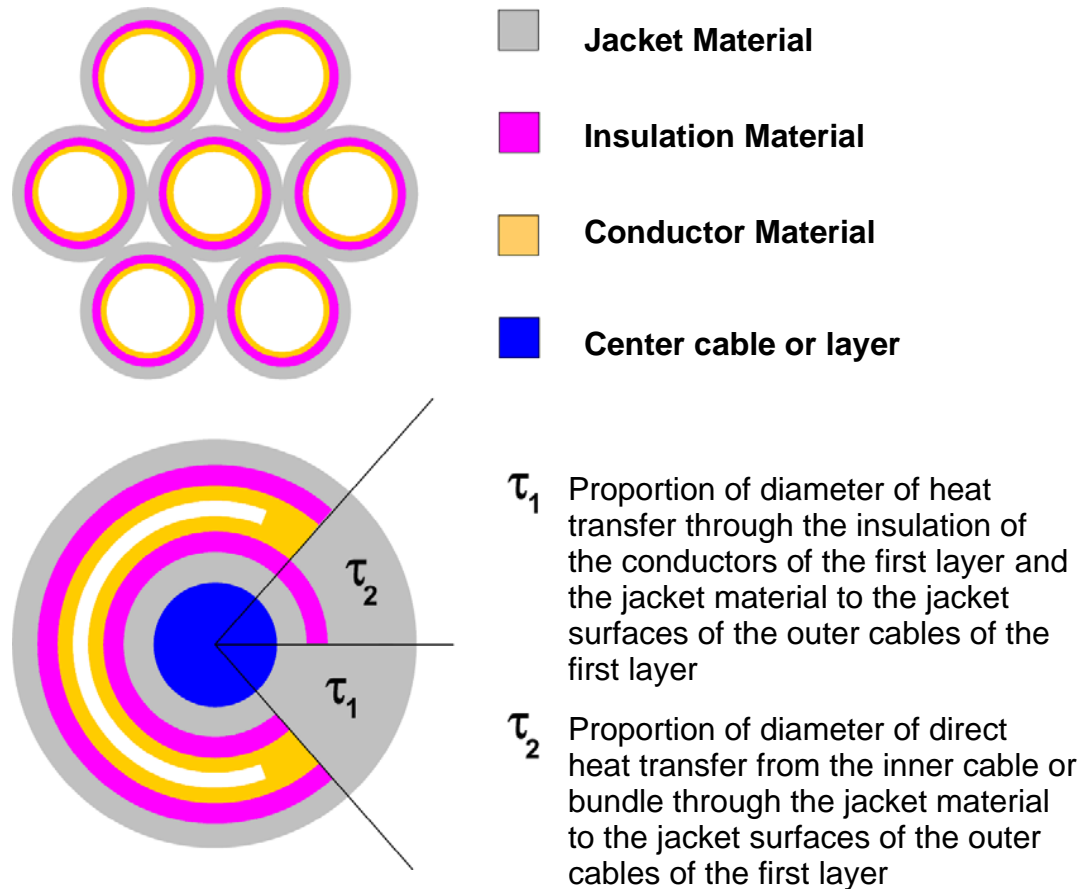 Jacket Material
Insulation Material
Conductor Material
Center cable or layer
τ2
τ1
τ1 Proportion of diameter of heat
transfer through the insulation of
the conductors of the first layer and
the jacket material to the jacket
surfaces of the outer cables of the
first layer
τ2 Proportion of diameter of direct
heat transfer from the inner cable or
bundle through the jacket material
to the jacket surfaces of the outer
cables of the first layer